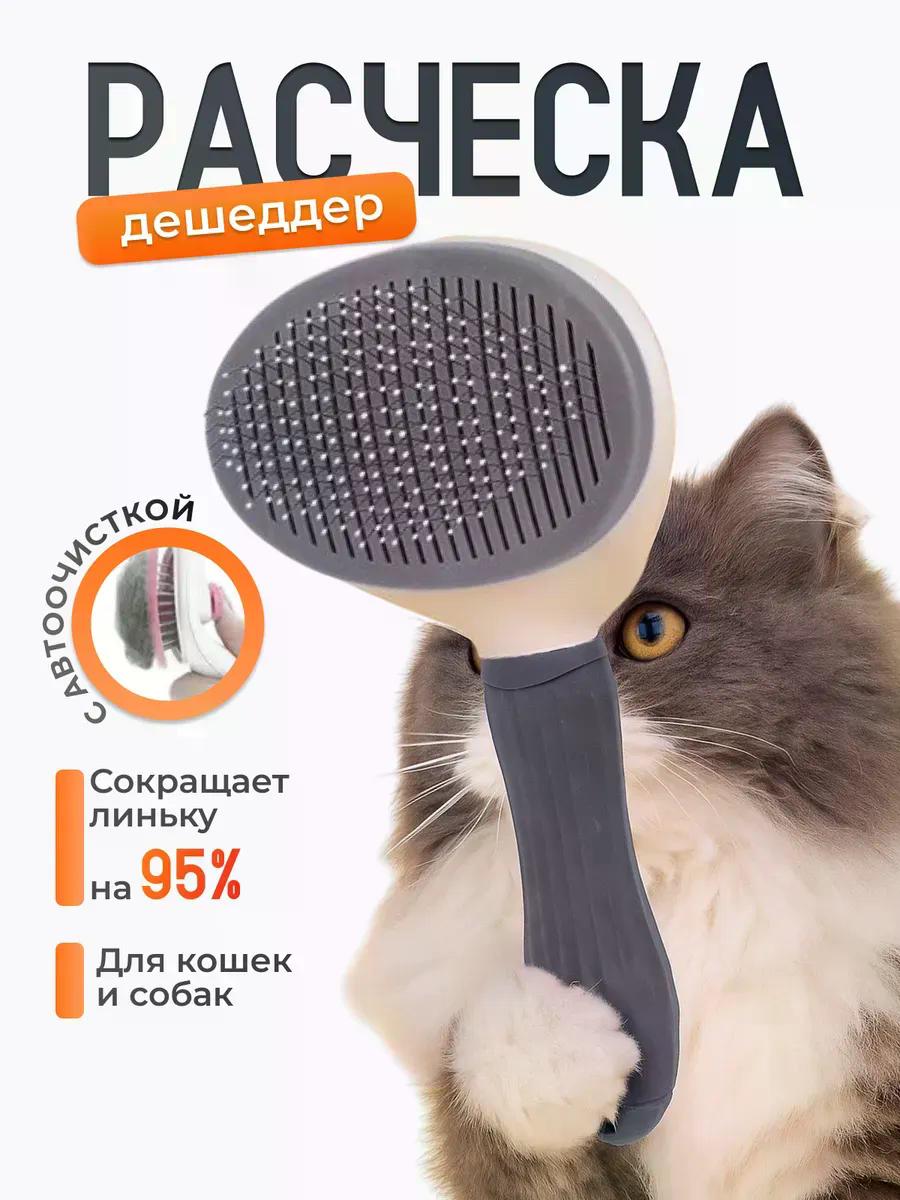 РАСЧЕСКА
дешеддер
С АВТООЧИСТКОЙ
Сокращает
линьку
на 95%
Для кошек
и собак